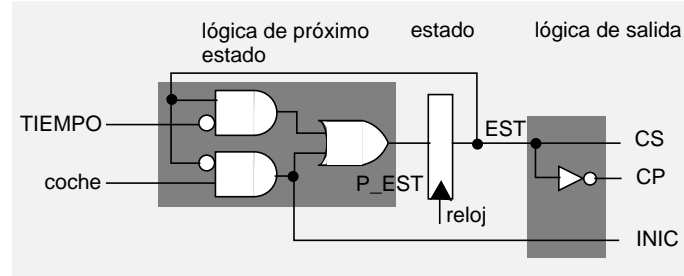 lógica de próximo
estado
estado
lógica de salida
TIEMPO
EST
CS
coche
P_EST
CP
reloj
INIC